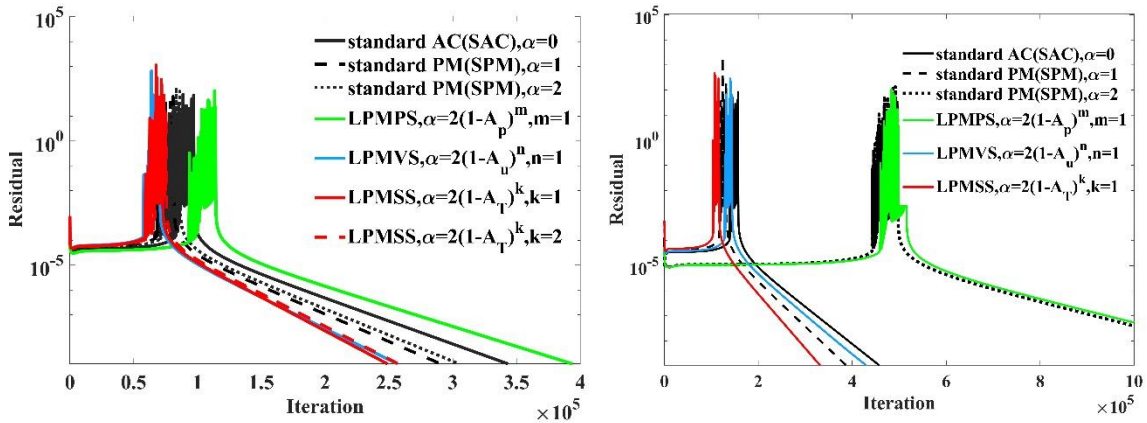 10^5
10^0
10^-5
Residual
standard AC(SAC),α=0
standard PM(SPM),α=1
standard PM(SPM),α=2
LPMPS,α=2(1-A_p)^m,m=1
LPMVS,α=2(1-A_u)^n,n=1
LPMSS,α=2(1-A_T)^k,k=1
LPMSS,α=2(1-A_T)^k,k=2
0 0.5 1 1.5 2 2.5 3 3.5 4
Iteration
×10^5
10^5
10^0
10^-5
Residual
standard AC(SAC),α=0
standard PM(SPM),α=1
standard PM(SPM),α=2
LPMPS,α=2(1-A_p)^m,m=1
LPMVS,α=2(1-A_u)^n,n=1
LPMSS,α=2(1-A_T)^k,k=1
0 2 4 6 8 10
Iteration
×10^5